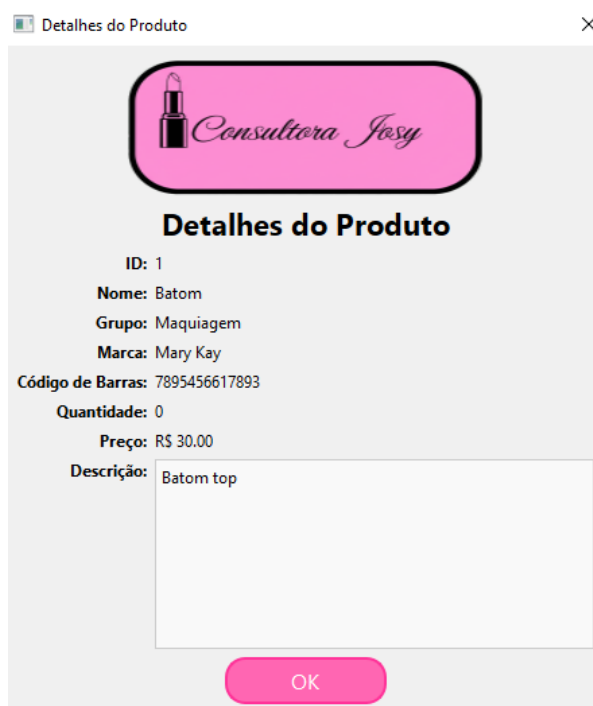 Detalhes do Produto
Consultora Josy
Detalhes do Produto
ID: 1
Nome: Batom
Grupo: Maquiagem
Marca: Mary Kay
Código de Barras: 7895456617893
Quantidade: 0
Preço: R$ 30.00
Descrição: Batom top
OK